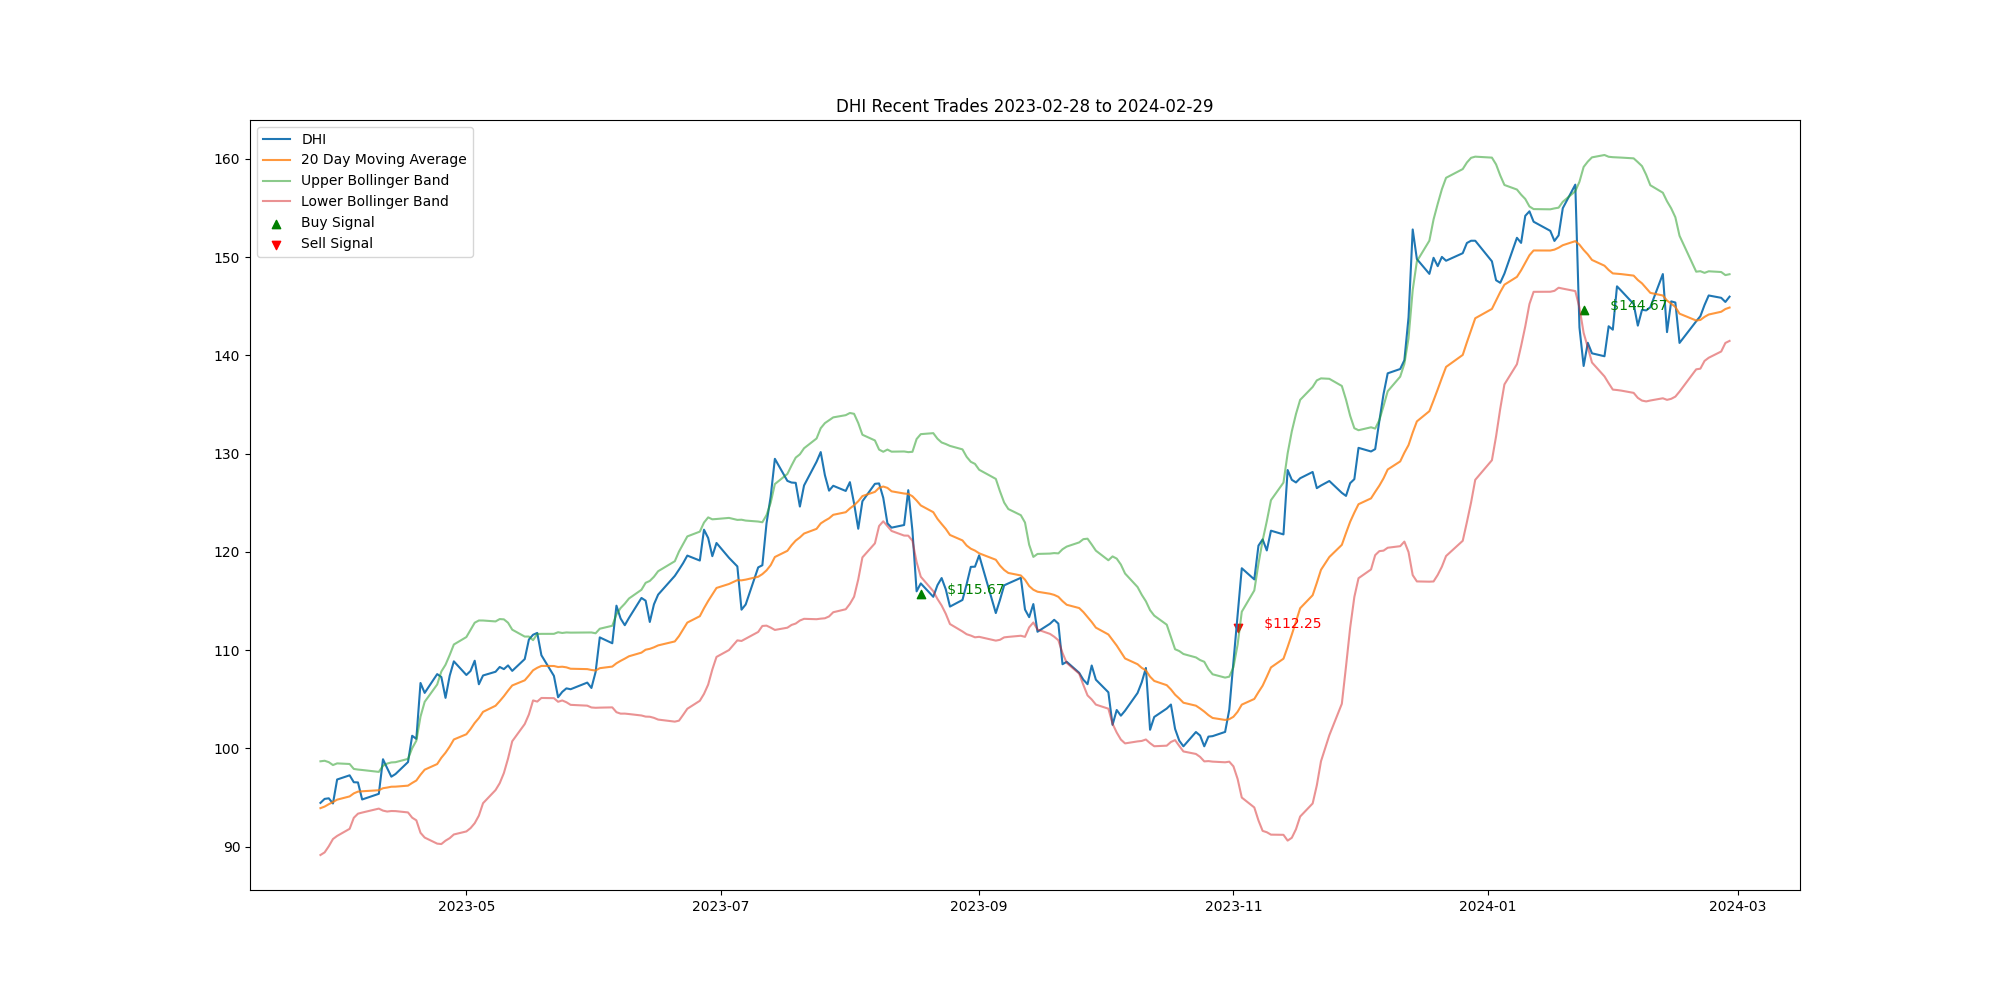 DHI Recent Trades 2023-02-28 to 2024-02-29
DHI
20 Day Moving Average
Upper Bollinger Band
Lower Bollinger Band
Buy Signal
Sell Signal
160
150
140
130
120
110
100
90
$144.67
$115.67
$112.25
2023-05
2023-07
2023-09
2023-11
2024-01
2024-03